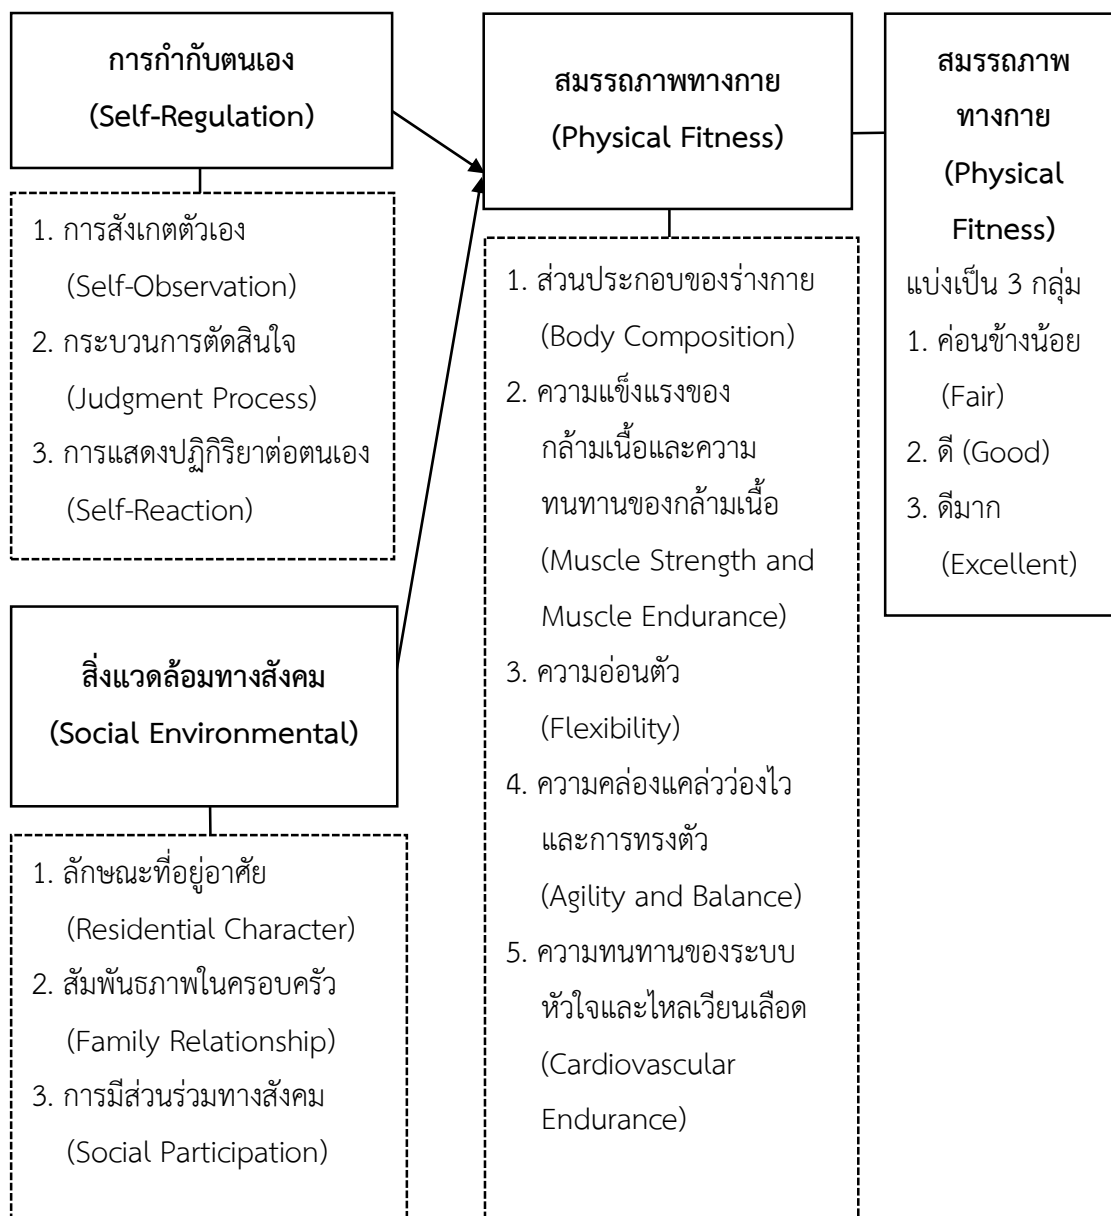 การกำกับตนเอง
(Self-Regulation)
1. การสังเกตตัวเอง
(Self-Observation)
2. กระบวนการตัดสินใจ
(Judgment Process)
3. การแสดงปฏิกิริยาต่อตนเอง
(Self-Reaction)
สิ่งแวดล้อมทางสังคม
(Social Environmental)
1. ลักษณะที่อยู่อาศัย
(Residential Character)
2. สัมพันธภาพในครอบครัว
(Family Relationship)
3. การมีส่วนร่วมทางสังคม
(Social Participation)
สมรรถภาพทางกาย
(Physical Fitness)
1. ส่วนประกอบของร่างกาย
(Body Composition)
2. ความแข็งแรงของ
กล้ามเนื้อและความ
ทนทานของกล้ามเนื้อ
(Muscle Strength and
Muscle Endurance)
3. ความอ่อนตัว
(Flexibility)
4. ความคล่องแคล่วว่องไว
และการทรงตัว
(Agility and Balance)
5. ความทนทานของระบบ
หัวใจและไหลเวียนเลือด
(Cardiovascular
Endurance)
สมรรถภาพ
ทางกาย
(Physical
Fitness)
แบ่งเป็น 3 กลุ่ม
1. ค่อนข้างน้อย
(Fair)
2. ดี (Good)
3. ดีมาก
(Excellent)